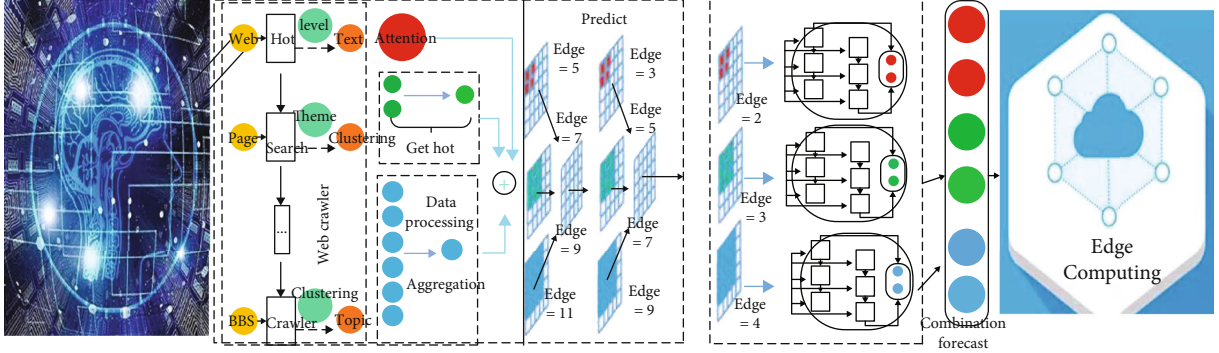 Web
Hot
level
Text
Page
Search
Theme
Clustering
...
Web crawler
BBS
Crawler
Clustering
Topic
Attention
Get hot
Data
processing
Aggregation
+
Predict
Edge
= 5
Edge
= 3
Edge
= 7
Edge
= 5
Edge
= 9
Edge
= 7
Edge
= 11
Edge
= 9
Edge
= 2
Edge
= 3
Edge
= 4
Combination
forecast
Edge
Computing